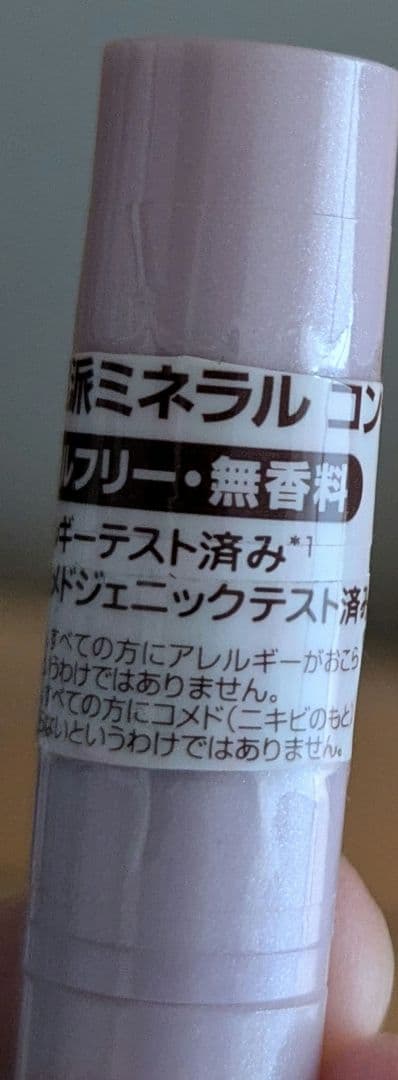 派ミネラル コン
ルフリー・無香料
ギーテスト済み*1
メドジェニックテスト済み
すべての方にアレルギーがおこら
うわけではありません。
すべての方にコメド(ニキビのもと)
ないというわけではありません。